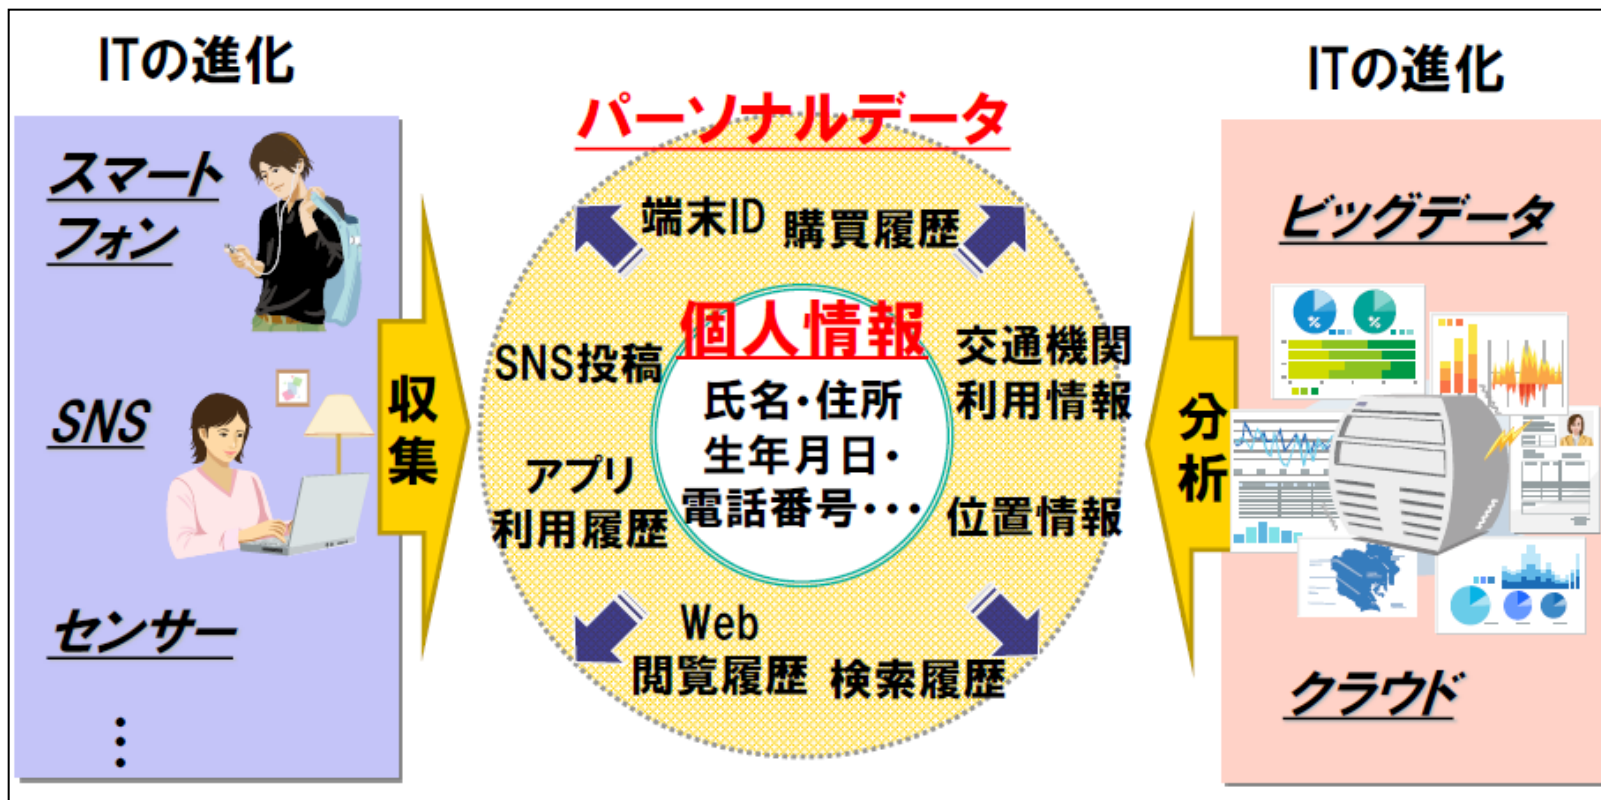 ITの進化
スマート
フォン
SNS
センサー
⋮
収
集
パーソナルデータ
端末ID
購買履歴
SNS投稿
個人情報
氏名・住所
生年月日・
電話番号・・・
交通機関
利用情報
アプリ
利用履歴
位置情報
Web
閲覧履歴
検索履歴
分
析
ITの進化
ビッグデータ
%
%
クラウド